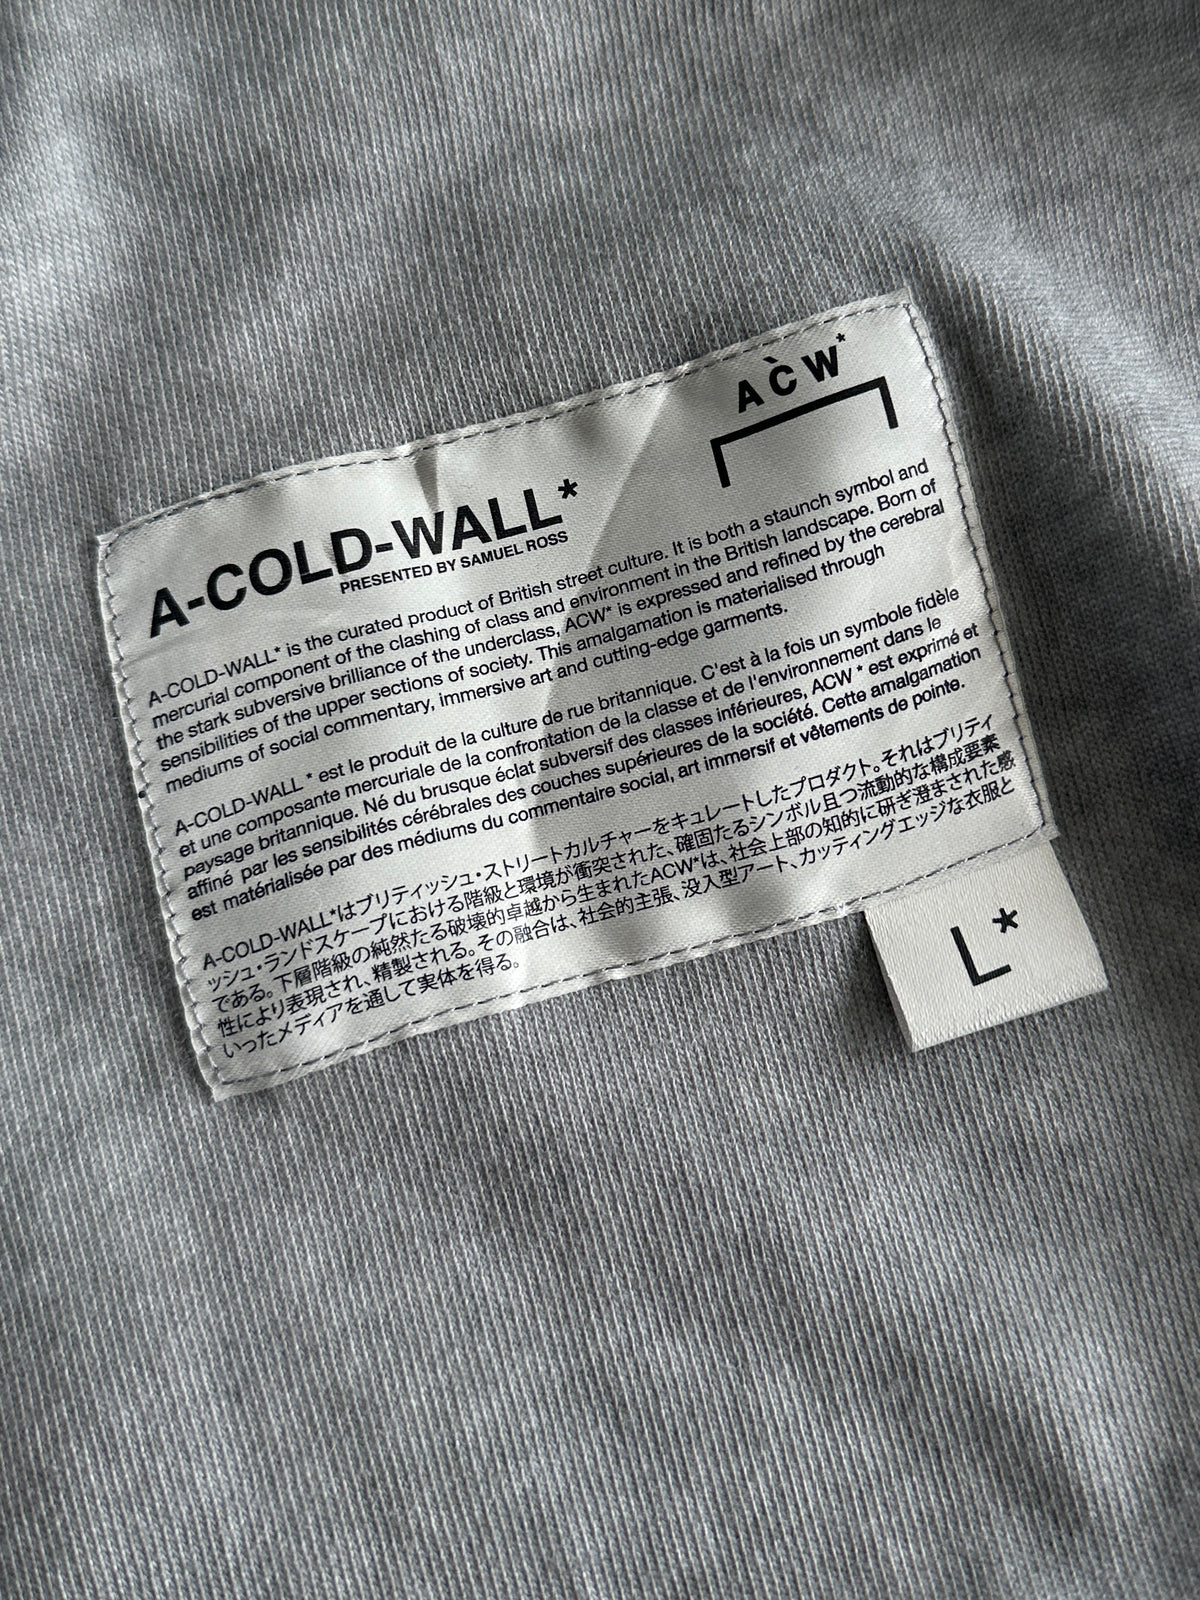 ACW*
A-COLD-WALL*
PRESENTED BY SAMUEL ROSS
A-COLD-WALL* is the curated product of British street culture. It is both a staunch symbol and
mercurial component of the clashing of class and environment in the British landscape. Born of
the stark subversive brilliance of the underclass, ACW* is expressed and refined by the cerebral
sensibilities of the upper sections of society. This amalgamation is materialised through
mediums of social commentary, immersive art and cutting-edge garments.
A-COLD-WALL * est le produit de la culture de rue britannique. C'est à la fois un symbole fidèle
et une composante mercuriale de la confrontation de la classe et de l'environnement dans le
paysage britannique. Né du brusque éclat subversif des classes inférieures, ACW * est exprimé et
affiné par les sensibilités cérébrales des couches supérieures de la société. Cette amalgamation
est matérialisée par des médiums du commentaire social, art immersif et vêtements de pointe.
A-COLD-WALL*はブリティッシュ・ストリートカルチャーをキュレートしたプロダクト。それはブリティ
ッシュ・ランドスケープにおける階級と環境が衝突された、確固たるシンボル且つ流動的な構成要素
である。下層階級の純然たる破壊的卓越から生まれたACW*は、社会上部の知的に研ぎ澄まされた感
性により表現され、精製される。その融合は、社会的主張、没入型アート、カッティングエッジな衣服と
いったメディアを通して実体を得る。
L*